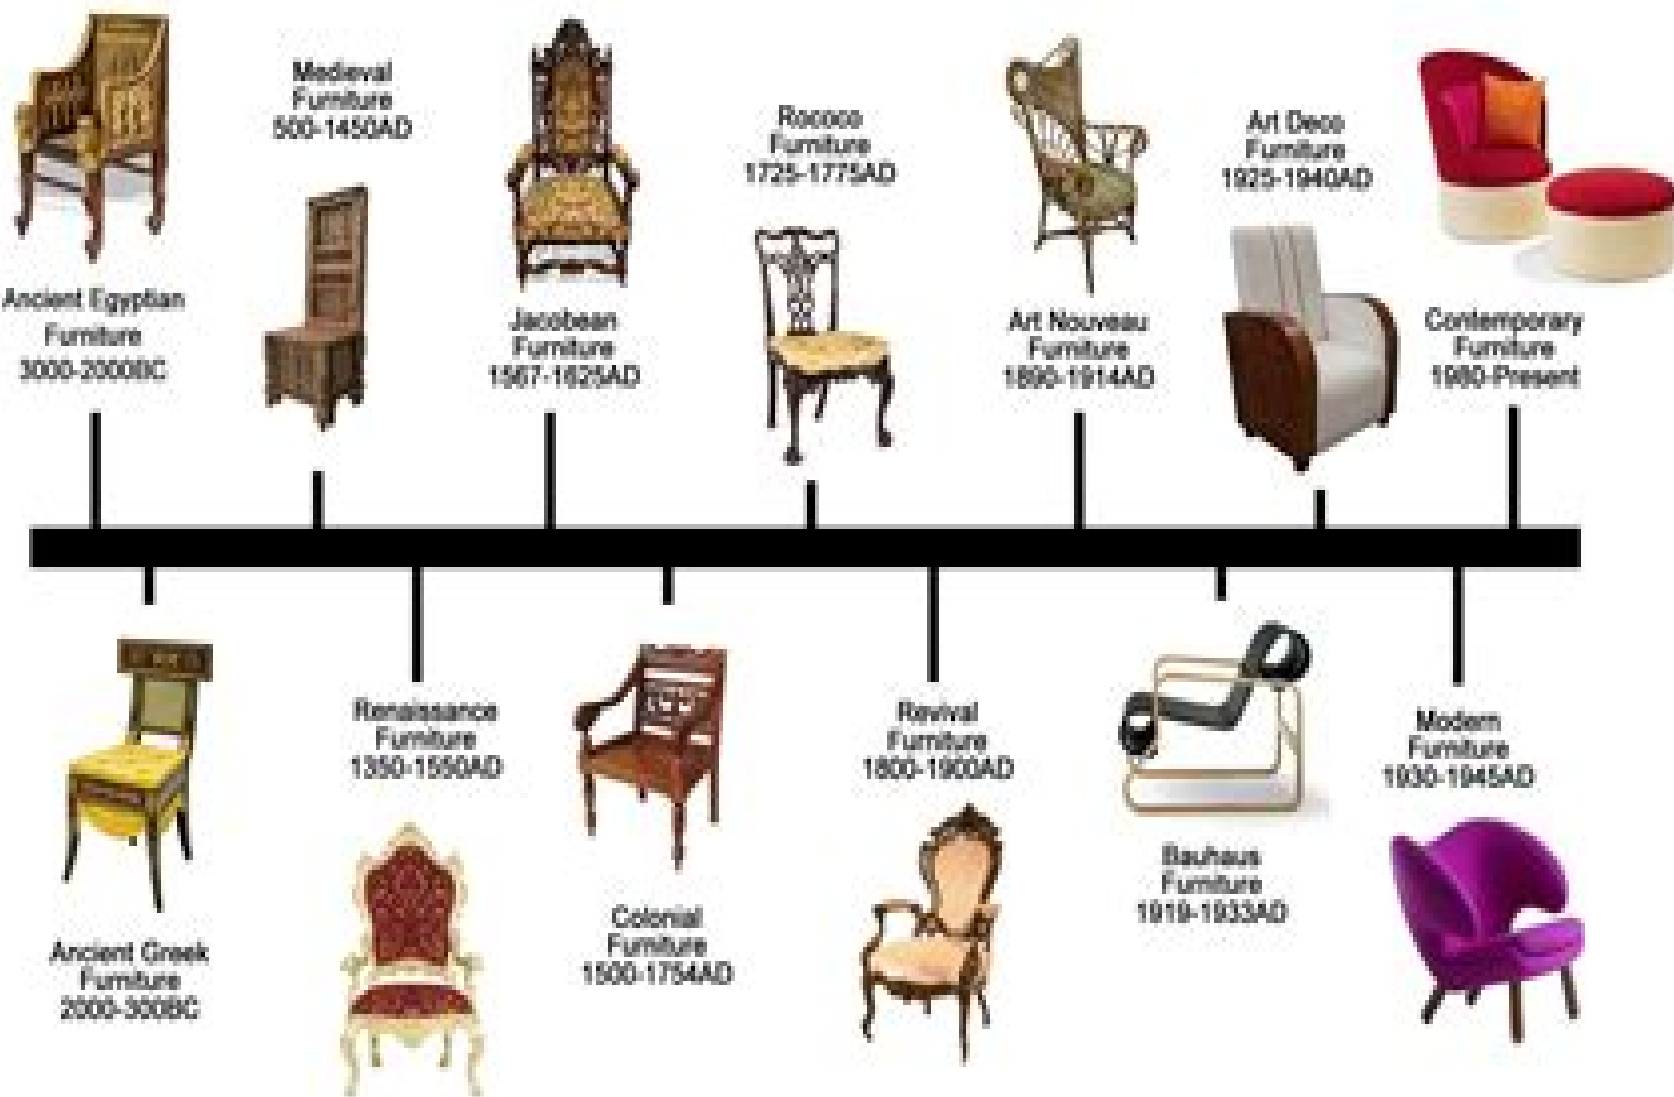 Ancient Egyptian
Furniture
3000-2000BC
Medieval
Furniture
500-1450AD
Jacobean
Furniture
1567-1625AD
Rococo
Furniture
1725-1775AD
Art Nouveau
Furniture
1890-1914AD
Art Deco
Furniture
1925-1940AD
Contemporary
Furniture
1980-Present
Ancient Greek
Furniture
2000-300BC
Renaissance
Furniture
1350-1550AD
Colonial
Furniture
1500-1754AD
Revival
Furniture
1800-1900AD
Bauhaus
Furniture
1919-1933AD
Modern
Furniture
1930-1945AD